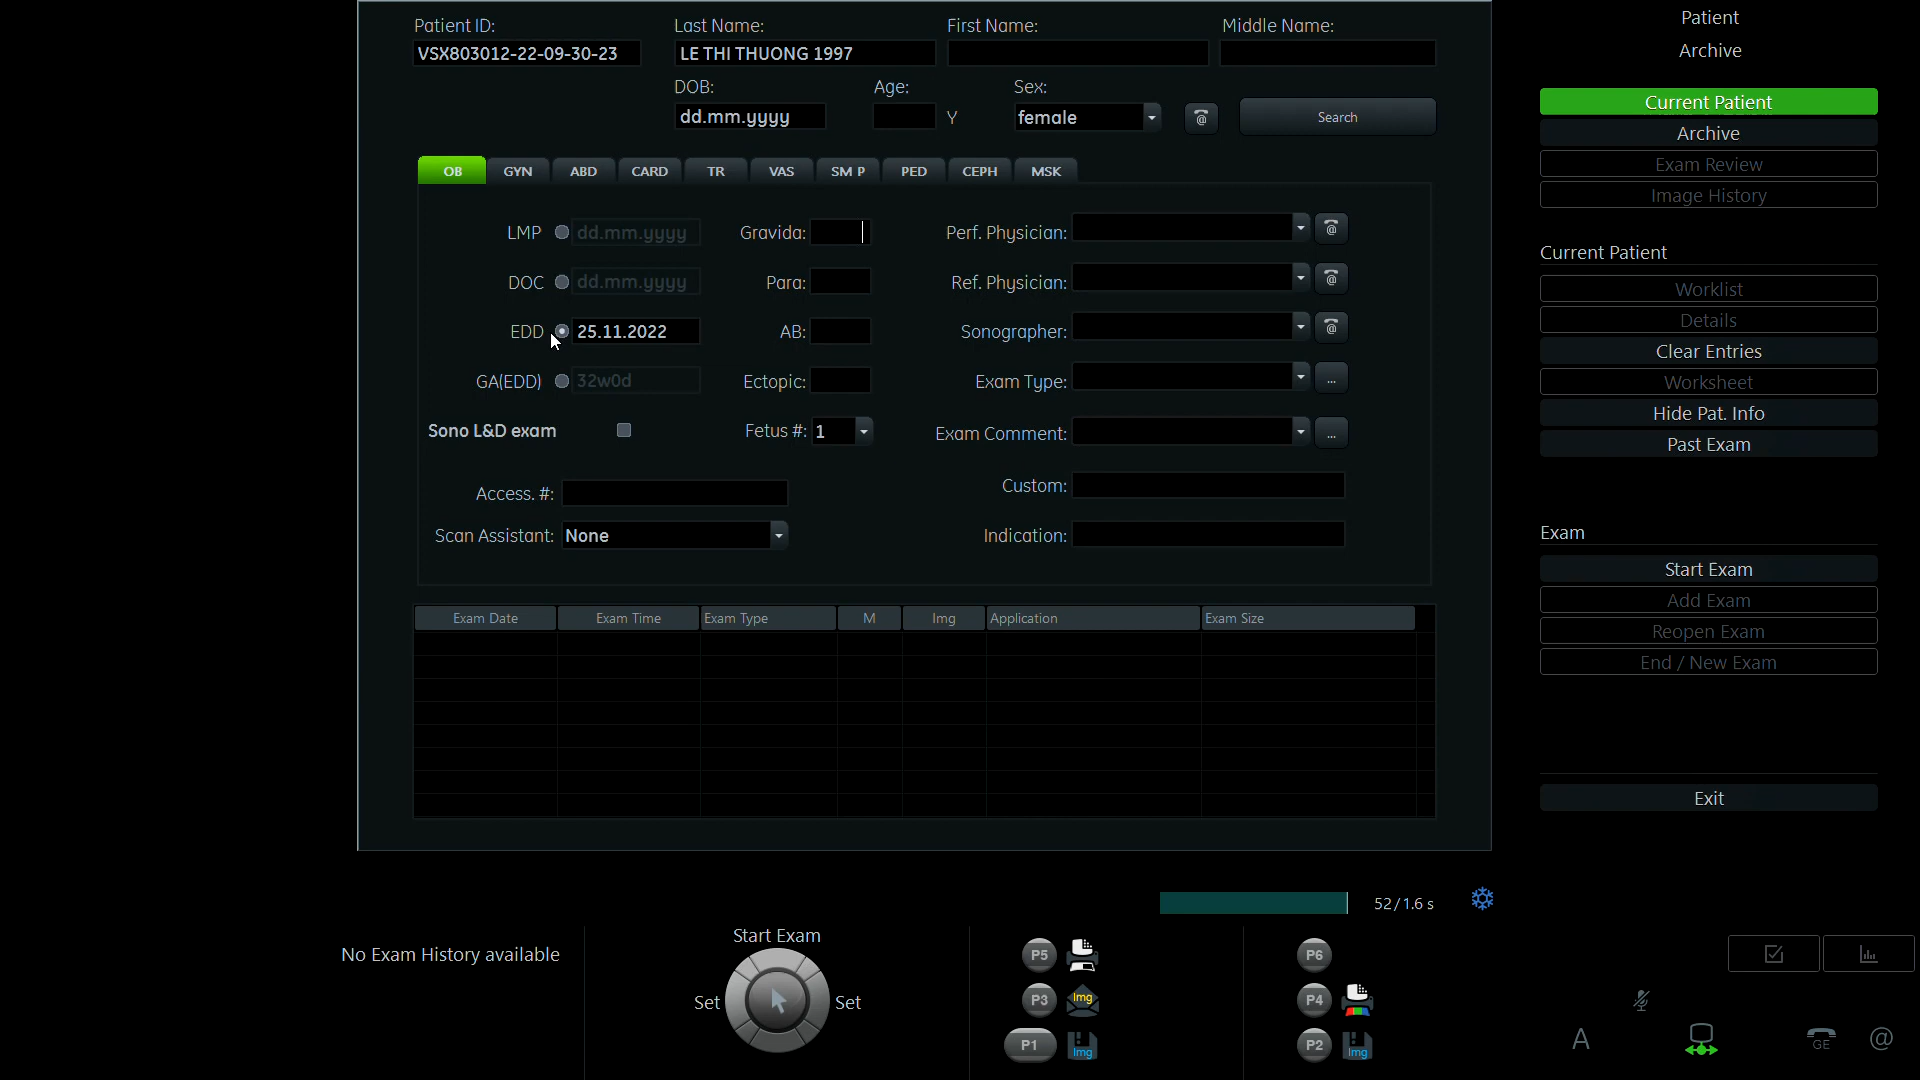 Patient ID: Last Name: First Name: Middle Name:
VSX803012-22-09-30-23 LE THI THUONG 1997
DOB: Age: Sex:
dd.mm.yyyy Y female Search
OB GYN ABD CARD TR VAS SM P PED CEPH MSK
LMP dd.mm.yyyy Gravida: Perf. Physician:
DOC dd.mm.yyyy Para: Ref. Physician:
EDD 25.11.2022 AB: Sonographer:
GA(EDD) 32w0d Ectopic: Exam Type: ...
Sono L&D exam Fetus #: 1 Exam Comment: ...
Access. #: Custom:
Scan Assistant: None Indication:
Exam Date Exam Time Exam Type M Img Application Exam Size
Patient
Archive
Current Patient
Archive
Exam Review
Image History
Current Patient
Worklist
Details
Clear Entries
Worksheet
Hide Pat. Info
Past Exam
Exam
Start Exam
Add Exam
Reopen Exam
End / New Exam
Exit
52/1.6 s
No Exam History available
Start Exam
Set Set
P5
P3 Img
P1 Img
P6
P4
P2 Img
A GE @